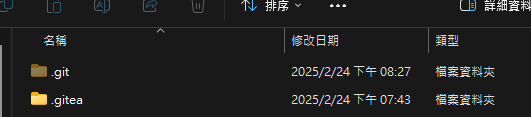 排序 ... 詳細資料
名稱 修改日期 類型
.git 2025/2/24 下午 08:27 檔案資料夾
.gitea 2025/2/24 下午 07:43 檔案資料夾